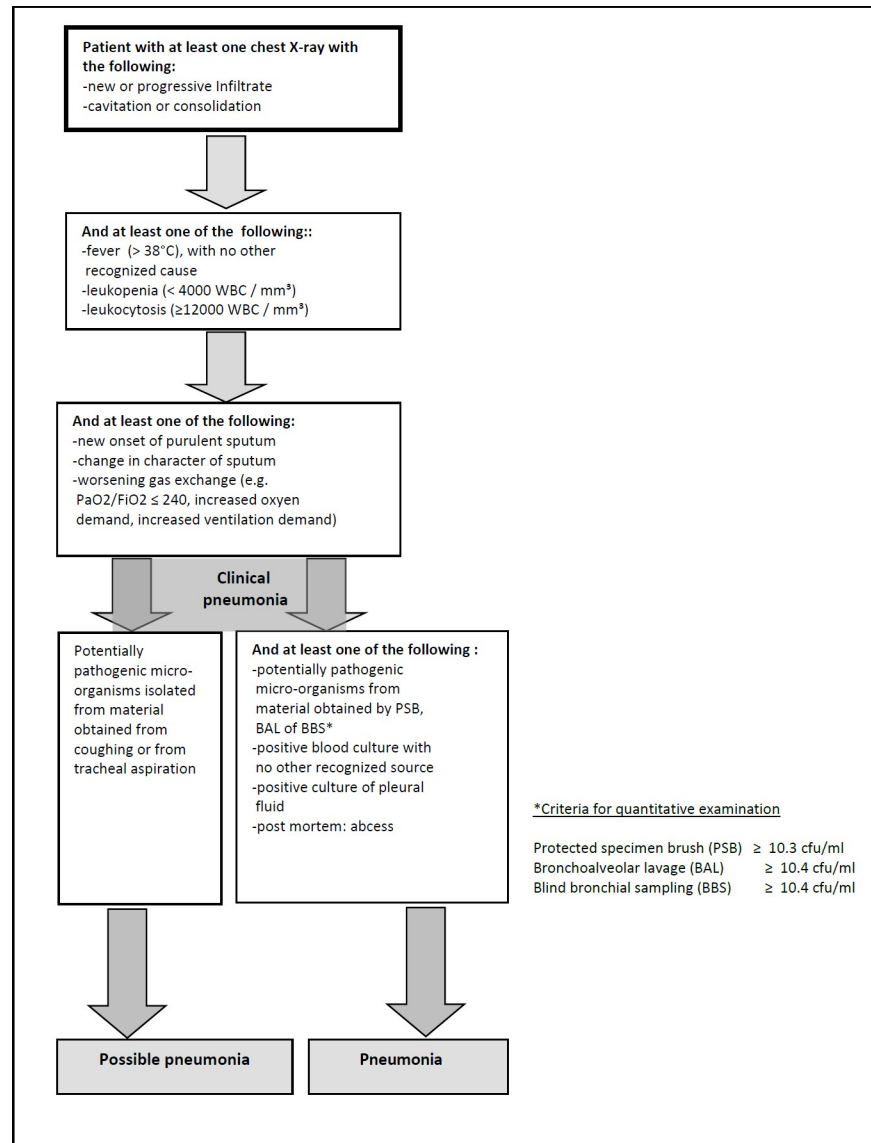 Patient with at least one chest X-ray with
the following:
-new or progressive Infiltrate
-cavitation or consolidation
And at least one of the  following::
-fever  (> 38°C), with no other
recognized cause
-leukopenia (< 4000 WBC / mm³)
-leukocytosis (≥12000 WBC / mm³)
And at least one of the following:
-new onset of purulent sputum
-change in character of sputum
-worsening gas exchange (e.g.
PaO2/FiO2 ≤ 240, increased oxyen
demand, increased ventilation demand)
Clinical
pneumonia
Potentially
pathogenic micro-
organisms isolated
from material
obtained from
coughing or from
tracheal aspiration
And at least one of the following :
-potentially pathogenic
micro-organisms from
material obtained by PSB,
BAL of BBS*
-positive blood culture with
no other recognized source
-positive culture of pleural
fluid
-post mortem: abcess
*Criteria for quantitative examination
Protected specimen brush (PSB)  ≥ 10.3 cfu/ml
Bronchoalveolar lavage (BAL)  ≥ 10.4 cfu/ml
Blind bronchial sampling (BBS)  ≥ 10.4 cfu/ml
Possible pneumonia
Pneumonia